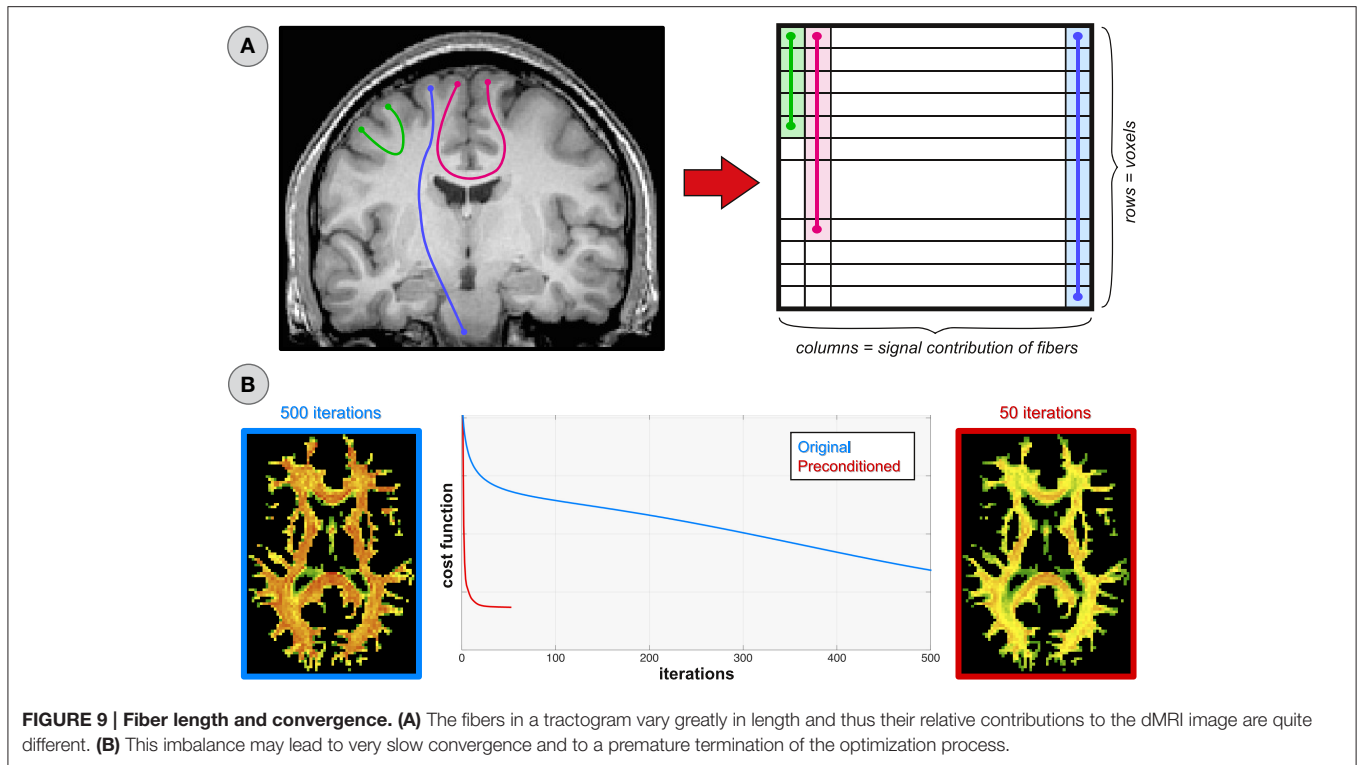 A
rows = voxels
columns = signal contribution of fibers
B
500 iterations
50 iterations
Original
Preconditioned
cost function
0 100 200 300 400 500
iterations
FIGURE 9 | Fiber length and convergence. (A) The fibers in a tractogram vary greatly in length and thus their relative contributions to the dMRI image are quite
different. (B) This imbalance may lead to very slow convergence and to a premature termination of the optimization process.